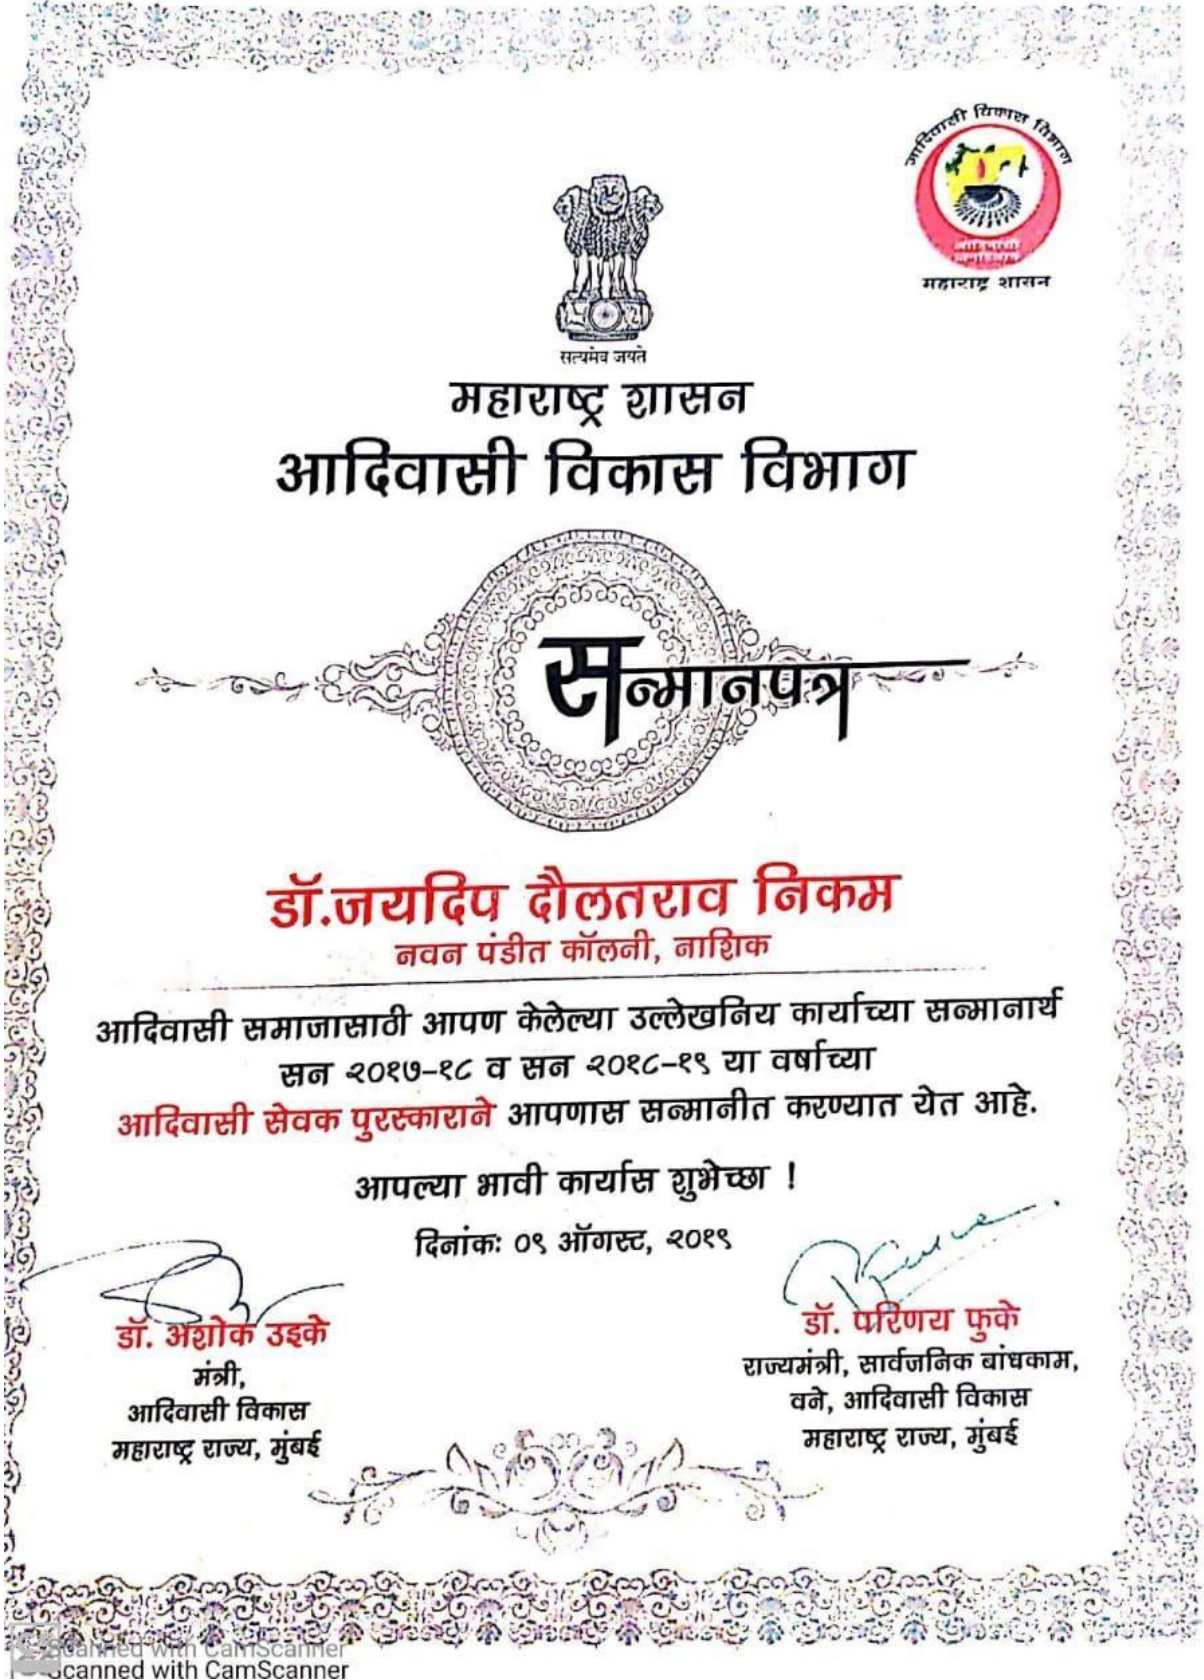 आदिवासी विकास विभाग
महाराष्ट्र शासन
सत्यमेव जयते
महाराष्ट्र शासन
आदिवासी विकास विभाग
सन्मानपत्र
डॉ.जयदिप दौलतराव निकम
नवन पंडीत कॉलनी, नाशिक
आदिवासी समाजासाठी आपण केलेल्या उल्लेखनिय कार्याच्या सन्मानार्थ
सन २०१७-१८ व सन २०१८-१९ या वर्षाच्या
आदिवासी सेवक पुरस्काराने आपणास सन्मानीत करण्यात येत आहे.
आपल्या भावी कार्यास शुभेच्छा !
दिनांकः ०९ ऑगस्ट, २०१९
डॉ. अशोक उइके
मंत्री,
आदिवासी विकास
महाराष्ट्र राज्य, मुंबई
डॉ. परिणय फुके
राज्यमंत्री, सार्वजनिक बांधकाम,
वने, आदिवासी विकास
महाराष्ट्र राज्य, मुंबई
Scanned with CamScanner
Scanned with CamScanner